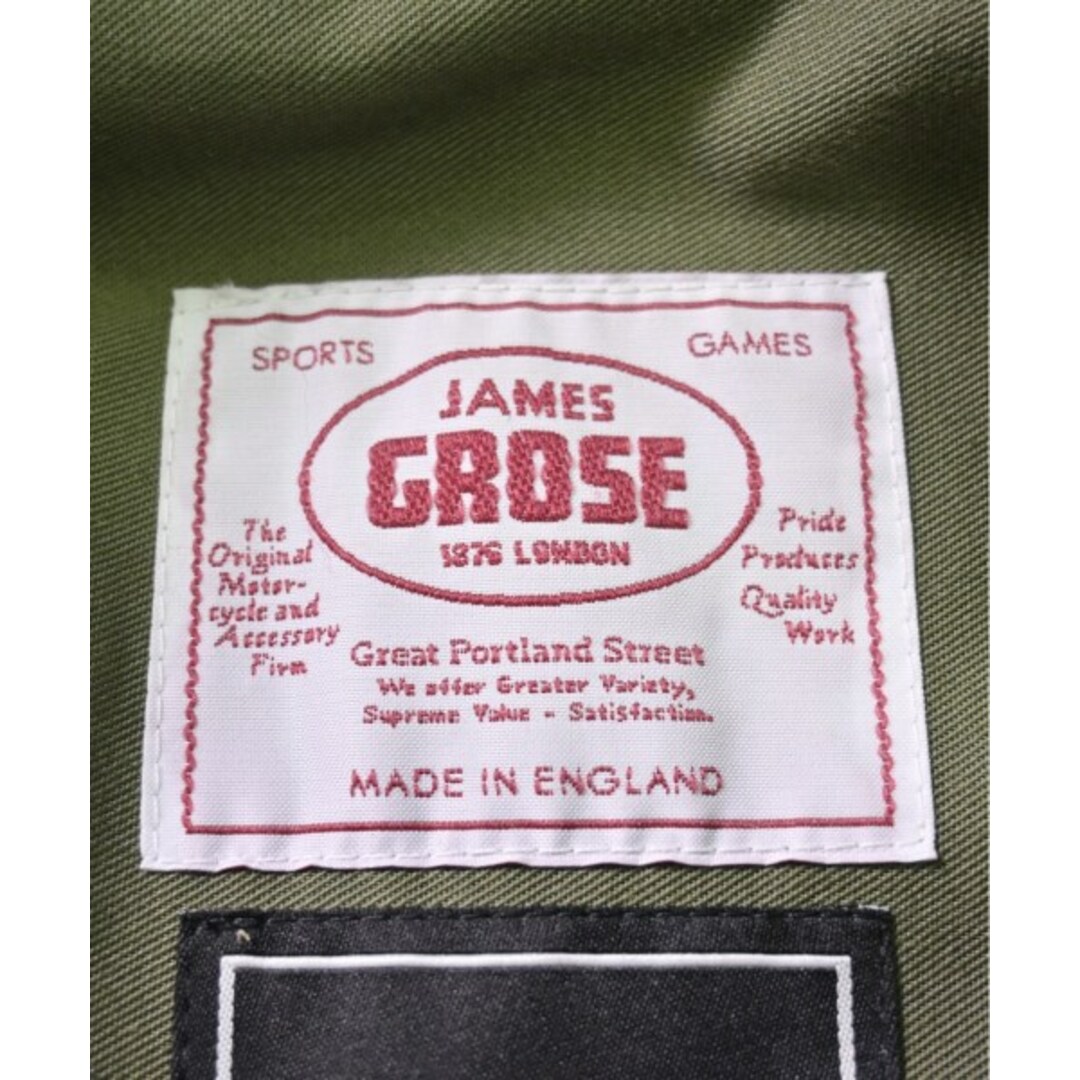 SPORTS
GAMES
JAMES
GROSE
1876 LONDON
The
Original
Motor-
cycle and
Accessory
Firm
Pride
Produces
Quality
Work
Great Portland Street
We offer Greater Variety,
Supreme Value - Satisfaction.
MADE IN ENGLAND